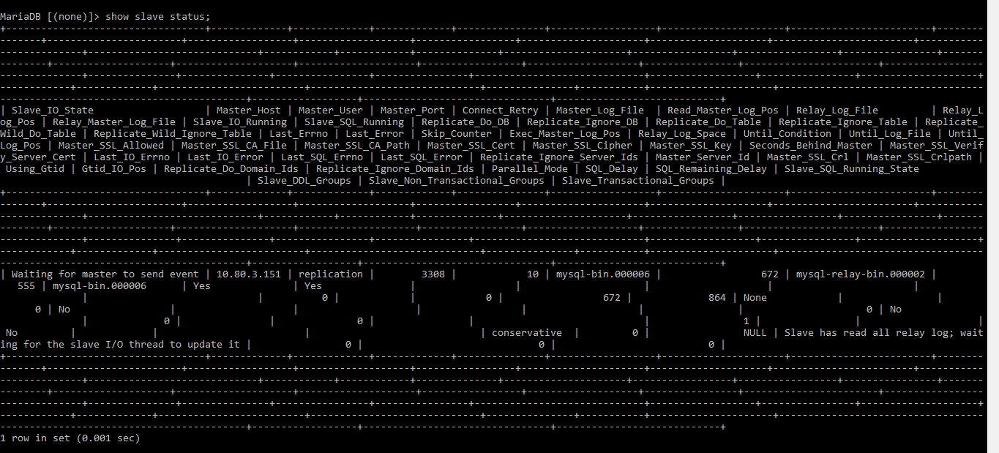 MariaDB [(none)]> show slave status;
| Slave_IO_State | Master_Host | Master_User | Master_Port | Connect_Retry | Master_Log_File | Read_Master_Log_Pos | Relay_Log_File | Relay_L
og_Pos | Relay_Master_Log_File | Slave_IO_Running | Slave_SQL_Running | Replicate_Do_DB | Replicate_Ignore_DB | Replicate_Do_Table | Replicate_Ignore_Table | Replicate_
Wild_Do_Table | Replicate_Wild_Ignore_Table | Last_Errno | Last_Error | Skip_Counter | Exec_Master_Log_Pos | Relay_Log_Space | Until_Condition | Until_Log_File | Until_
Log_Pos | Master_SSL_Allowed | Master_SSL_CA_File | Master_SSL_CA_Path | Master_SSL_Cert | Master_SSL_Cipher | Master_SSL_Key | Seconds_Behind_Master | Master_SSL_Verif
y_Server_Cert | Last_IO_Errno | Last_IO_Error | Last_SQL_Errno | Last_SQL_Error | Replicate_Ignore_Server_Ids | Master_Server_Id | Master_SSL_Crl | Master_SSL_Crlpath |
Using_Gtid | Gtid_IO_Pos | Replicate_Do_Domain_Ids | Replicate_Ignore_Domain_Ids | Parallel_Mode | SQL_Delay | SQL_Remaining_Delay | Slave_SQL_Running_State
| Slave_DDL_Groups | Slave_Non_Transactional_Groups | Slave_Transactional_Groups |
| Waiting for master to send event | 10.80.3.151 | replication | 3308 | 10 | mysql-bin.000006 | 672 | mysql-relay-bin.000002 |
555 | mysql-bin.000006 | Yes | Yes | | | | |
| | 0 | | 0 | 672 | 864 | None | |
0 | No | | | | | | 0 | No
| 0 | | 0 | | | 1 | | |
No | | | | conservative | 0 | NULL | Slave has read all relay log; wait
ing for the slave I/O thread to update it | 0 | 0 | 0 |
1 row in set (0.001 sec)